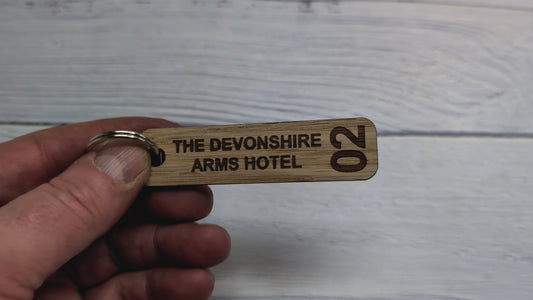 THE DEVONSHIRE
ARMS HOTEL
02